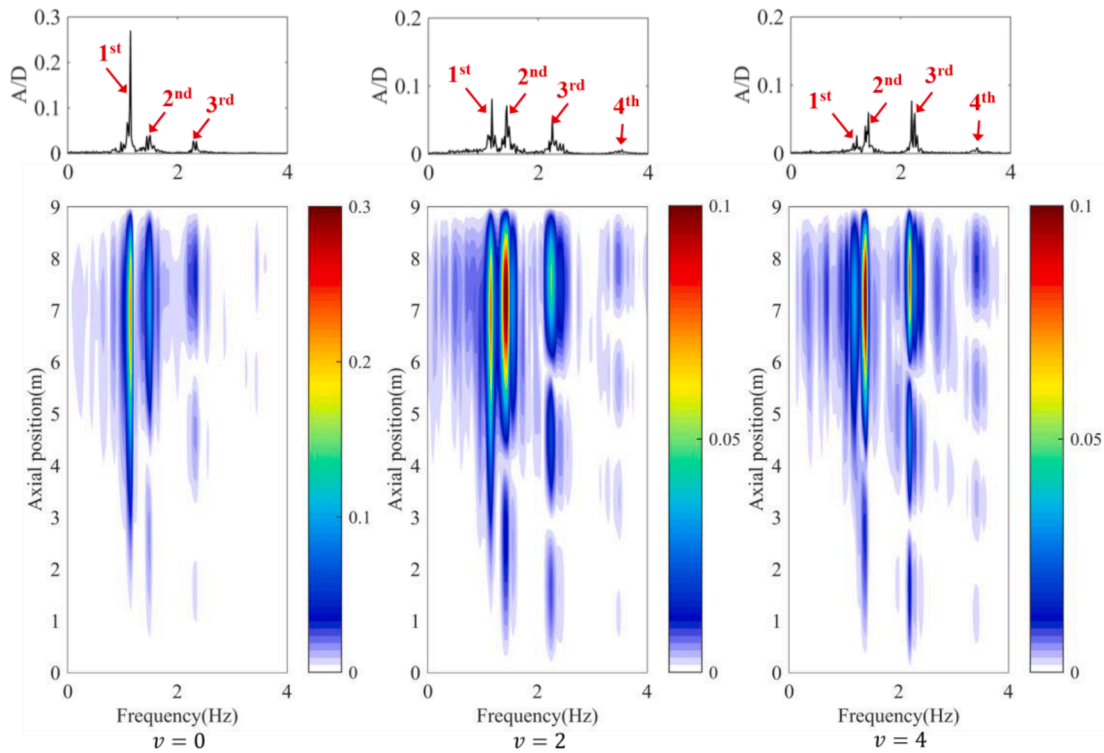 0.3
0.2
0.1
0
A/D
1st
2nd
3rd
0
2
4
0.2
0.1
0
A/D
1st
2nd
3rd
4th
0
2
4
0.2
0.1
0
A/D
1st
2nd
3rd
4th
0
2
4
9
8
7
6
5
4
3
2
1
0
Axial position(m)
0
2
4
Frequency(Hz)
v = 0
0.3
0.2
0.1
0
9
8
7
6
5
4
3
2
1
0
Axial position(m)
0
2
4
Frequency(Hz)
v = 2
0.1
0.05
0
9
8
7
6
5
4
3
2
1
0
Axial position(m)
0
2
4
Frequency(Hz)
v = 4
0.1
0.05
0